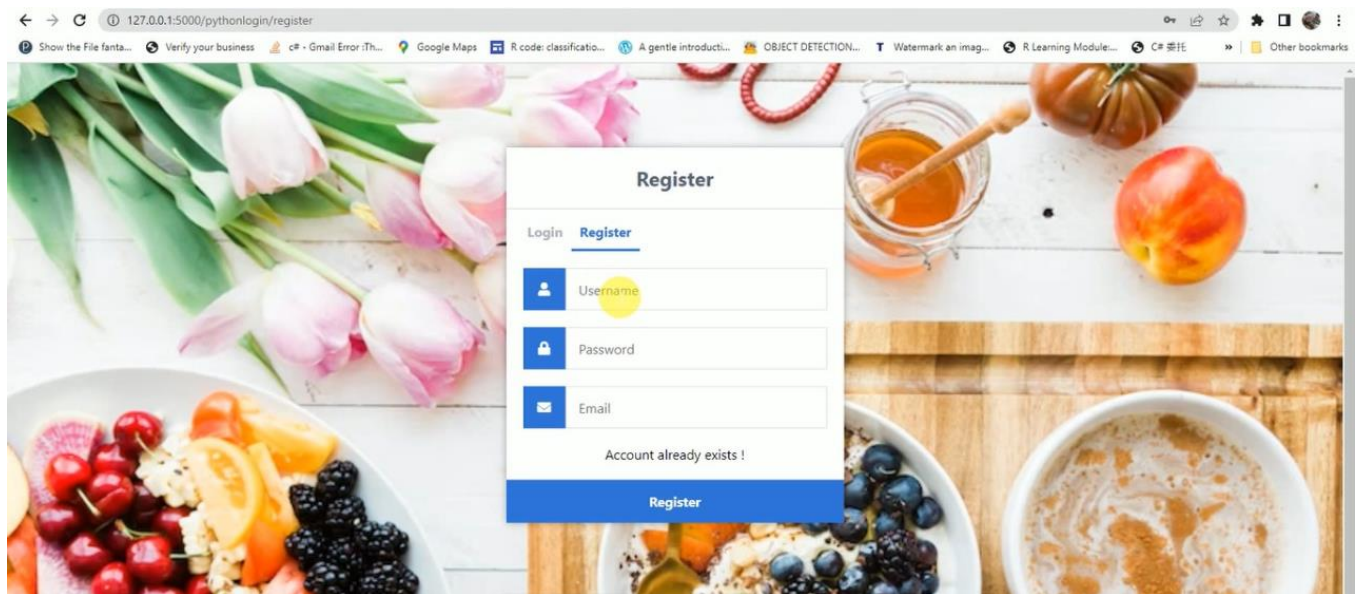 127.0.0.1:5000/pythonlogin/register
Show the File fanta... Verify your business c# - Gmail Error :Th... Google Maps R code: classificatio... A gentle introducti... OBJECT DETECTION... Watermark an imag... R Learning Module:... C# 委托 » Other bookmarks
Register
Login Register
Username
Password
Email
Account already exists !
Register